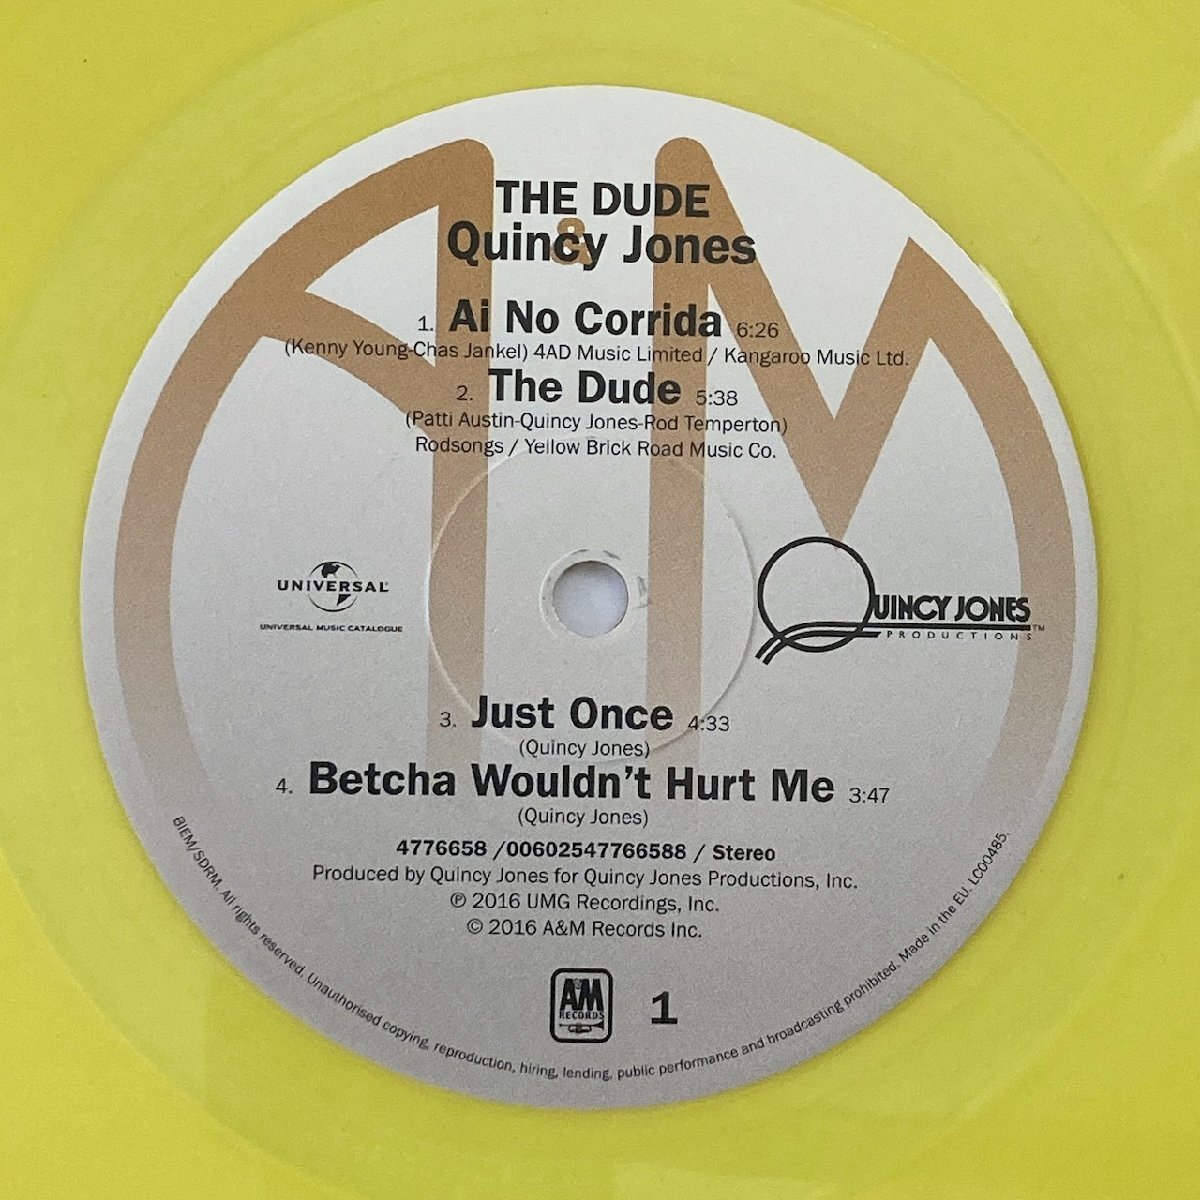 THE DUDE
&
Quincy Jones
1. Ai No Corrida 6:26
(Kenny Young-Chas Jankel) 4AD Music Limited / Kangaroo Music Ltd.
2. The Dude 5:38
(Patti Austin-Quincy Jones-Rod Temperton)
Rodsongs / Yellow Brick Road Music Co.
UNIVERSAL
UNIVERSAL MUSIC CATALOGUE
QUINCY JONES
PRODUCTIONS™
3. Just Once 4:33
(Quincy Jones)
4. Betcha Wouldn't Hurt Me 3:47
(Quincy Jones)
4776658 /00602547766588 / Stereo
Produced by Quincy Jones for Quincy Jones Productions, Inc.
℗ 2016 UMG Recordings, Inc.
© 2016 A&M Records Inc.
A&M
RECORDS
1
BIEM/SDRM. All rights reserved. Unauthorised copying, reproduction, hiring, lending, public performance and broadcasting prohibited. Made in the EU. LC00485.
AM